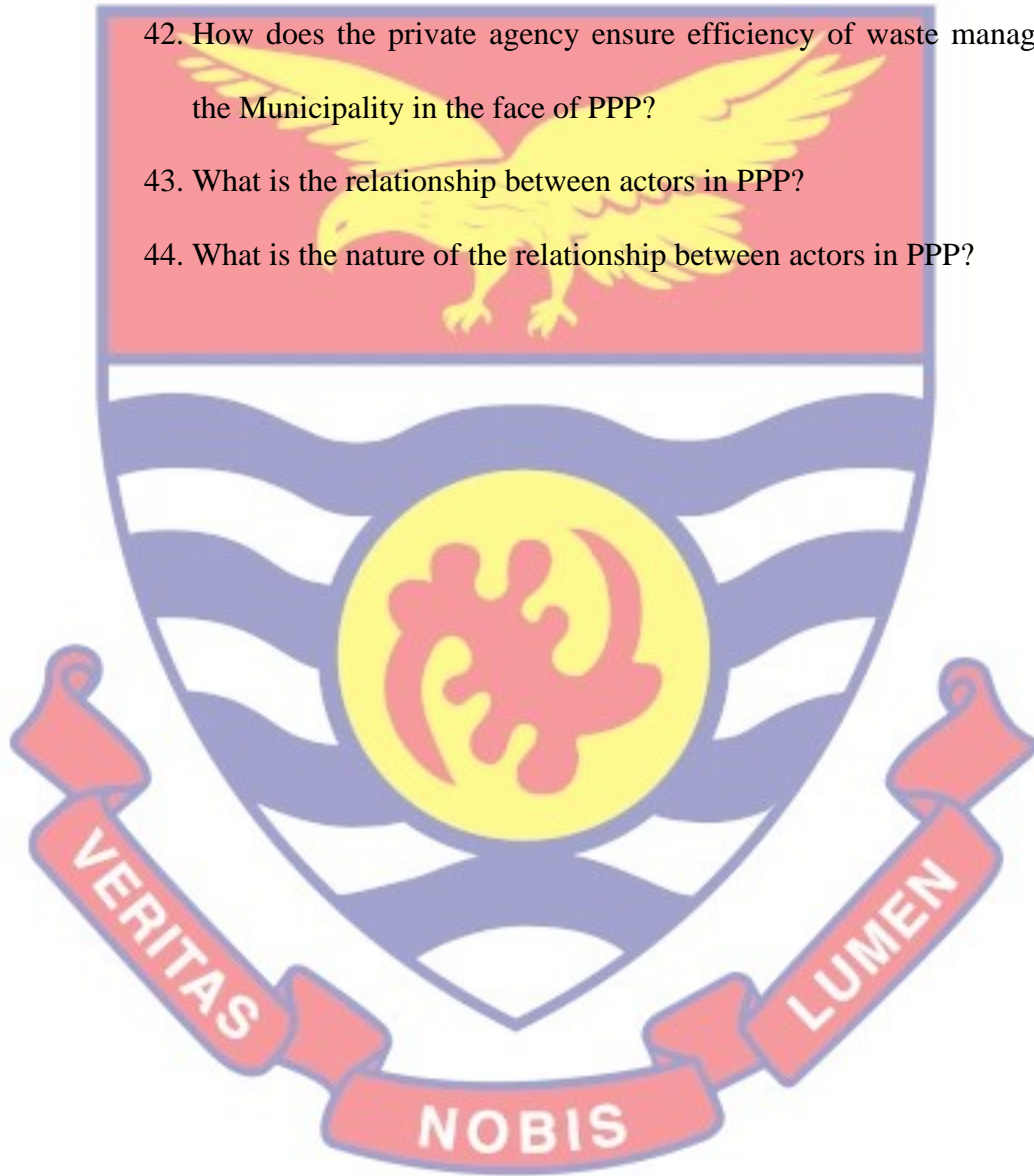 42. How does the private agency ensure efficiency of waste
the Municipality in the face of PPP?
43. What is the relationship between actors in PPP?
44. What is the nature of the relationship between actors in PPP?
VERITAS
NOBIS
LUMEN